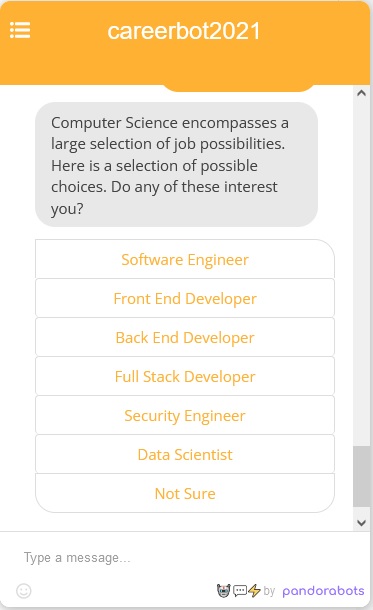 careerbot2021
Computer Science encompasses a
large selection of job possibilities.
Here is a selection of possible
choices. Do any of these interest
you?
Software Engineer
Front End Developer
Back End Developer
Full Stack Developer
Security Engineer
Data Scientist
Not Sure
Type a message...
by pandorabots